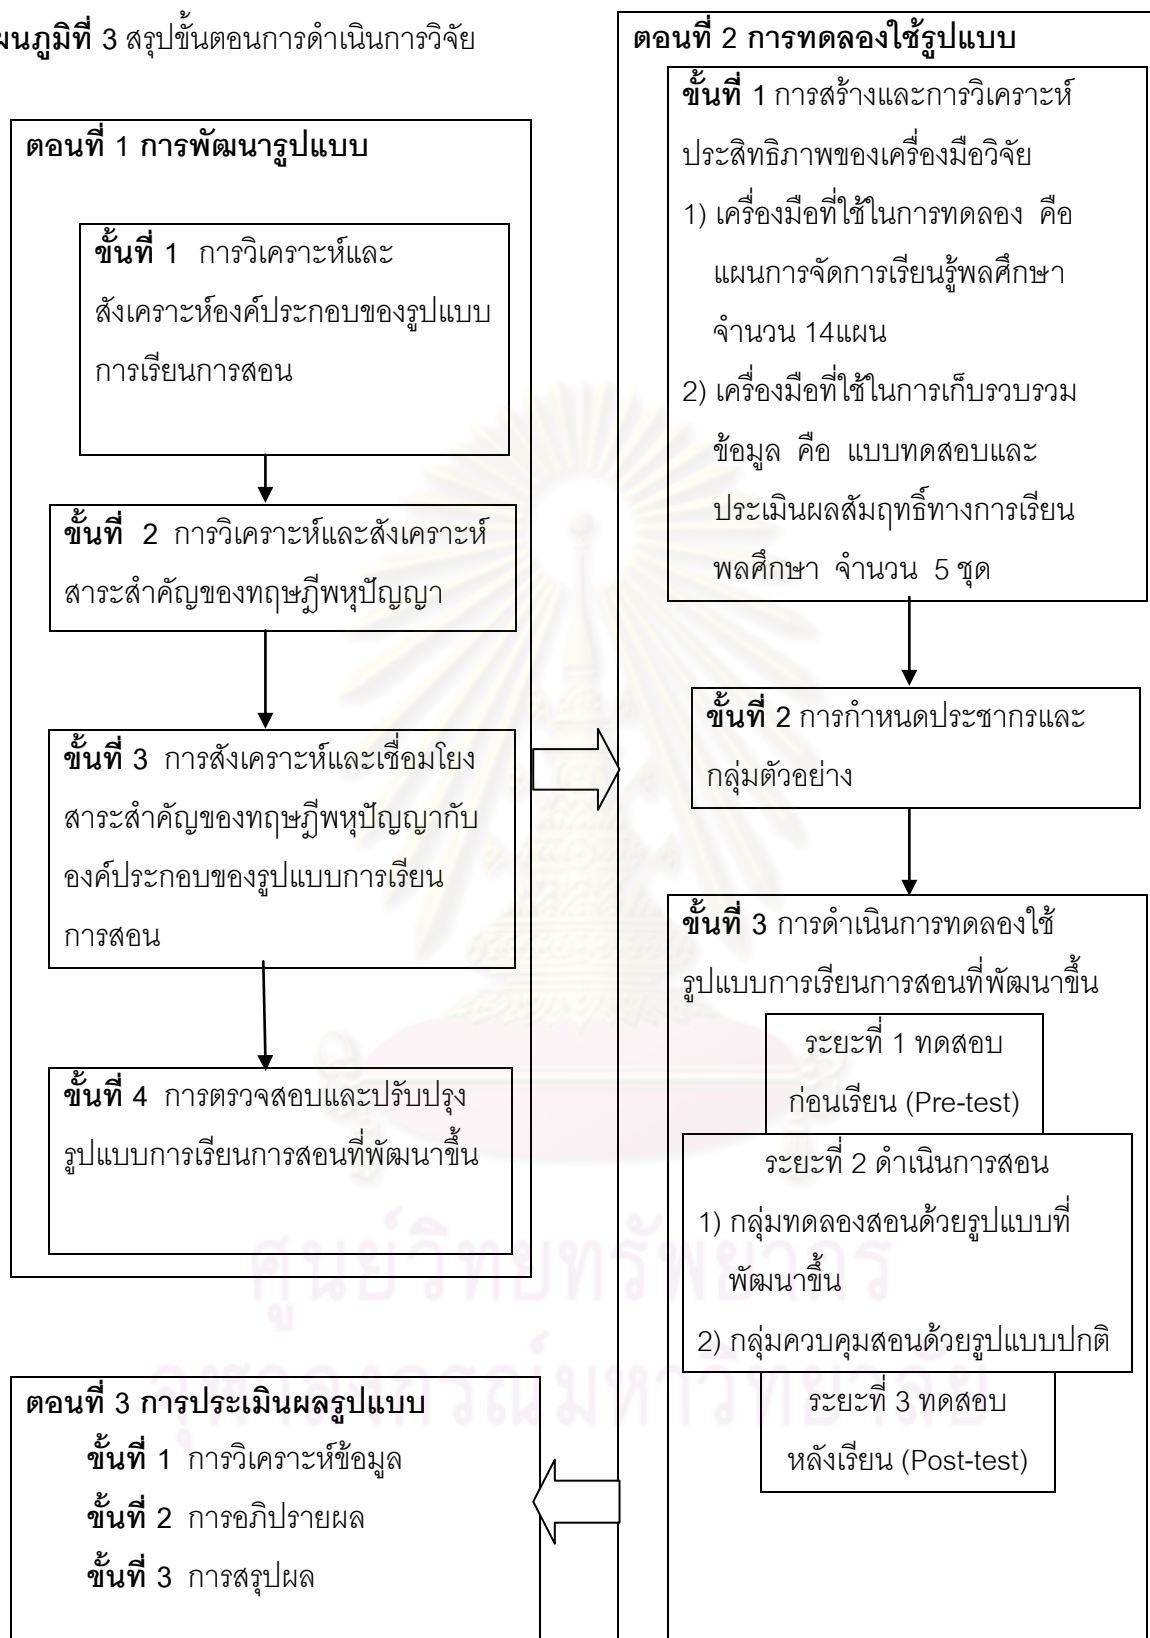 ผนภูมิที่ 3 สรุปขั้นตอนการดำเนินการวิจัย
ตอนที่ 1 การพัฒนารูปแบบ
ขั้นที่ 1 การวิเคราะห์และ
สังเคราะห์องค์ประกอบของรูปแบบ
การเรียนการสอน
ขั้นที่ 2 การวิเคราะห์และสังเคราะห์
สาระสำคัญของทฤษฎีพหุปัญญา
ขั้นที่ 3 การสังเคราะห์และเชื่อมโยง
สาระสำคัญของทฤษฎีพหุปัญญากับ
องค์ประกอบของรูปแบบการเรียน
การสอน
ขั้นที่ 4 การตรวจสอบและปรับปรุง
รูปแบบการเรียนการสอนที่พัฒนาขึ้น
ตอนที่ 2 การทดลองใช้รูปแบบ
ขั้นที่ 1 การสร้างและการวิเคราะห์
ประสิทธิภาพของเครื่องมือวิจัย
1) เครื่องมือที่ใช้ในการทดลอง คือ
แผนการจัดการเรียนรู้พลศึกษา
จำนวน 14แผน
2) เครื่องมือที่ใช้ในการเก็บรวบรวม
ข้อมูล คือ แบบทดสอบและ
ประเมินผลสัมฤทธิ์ทางการเรียน
พลศึกษา จำนวน 5 ชุด
ขั้นที่ 2 การกำหนดประชากรและ
กลุ่มตัวอย่าง
ขั้นที่ 3 การดำเนินการทดลองใช้
รูปแบบการเรียนการสอนที่พัฒนาขึ้น
ระยะที่ 1 ทดสอบ
ก่อนเรียน (Pre-test)
ระยะที่ 2 ดำเนินการสอน
1) กลุ่มทดลองสอนด้วยรูปแบบที่
พัฒนาขึ้น
2) กลุ่มควบคุมสอนด้วยรูปแบบปกติ
ระยะที่ 3 ทดสอบ
หลังเรียน (Post-test)
ตอนที่ 3 การประเมินผลรูปแบบ
ขั้นที่ 1 การวิเคราะห์ข้อมูล
ขั้นที่ 2 การอภิปรายผล
ขั้นที่ 3 การสรุปผล
ศูนย์วิทยทรัพยากร
จุฬาลงกรณ์มหาวิทยาลัย